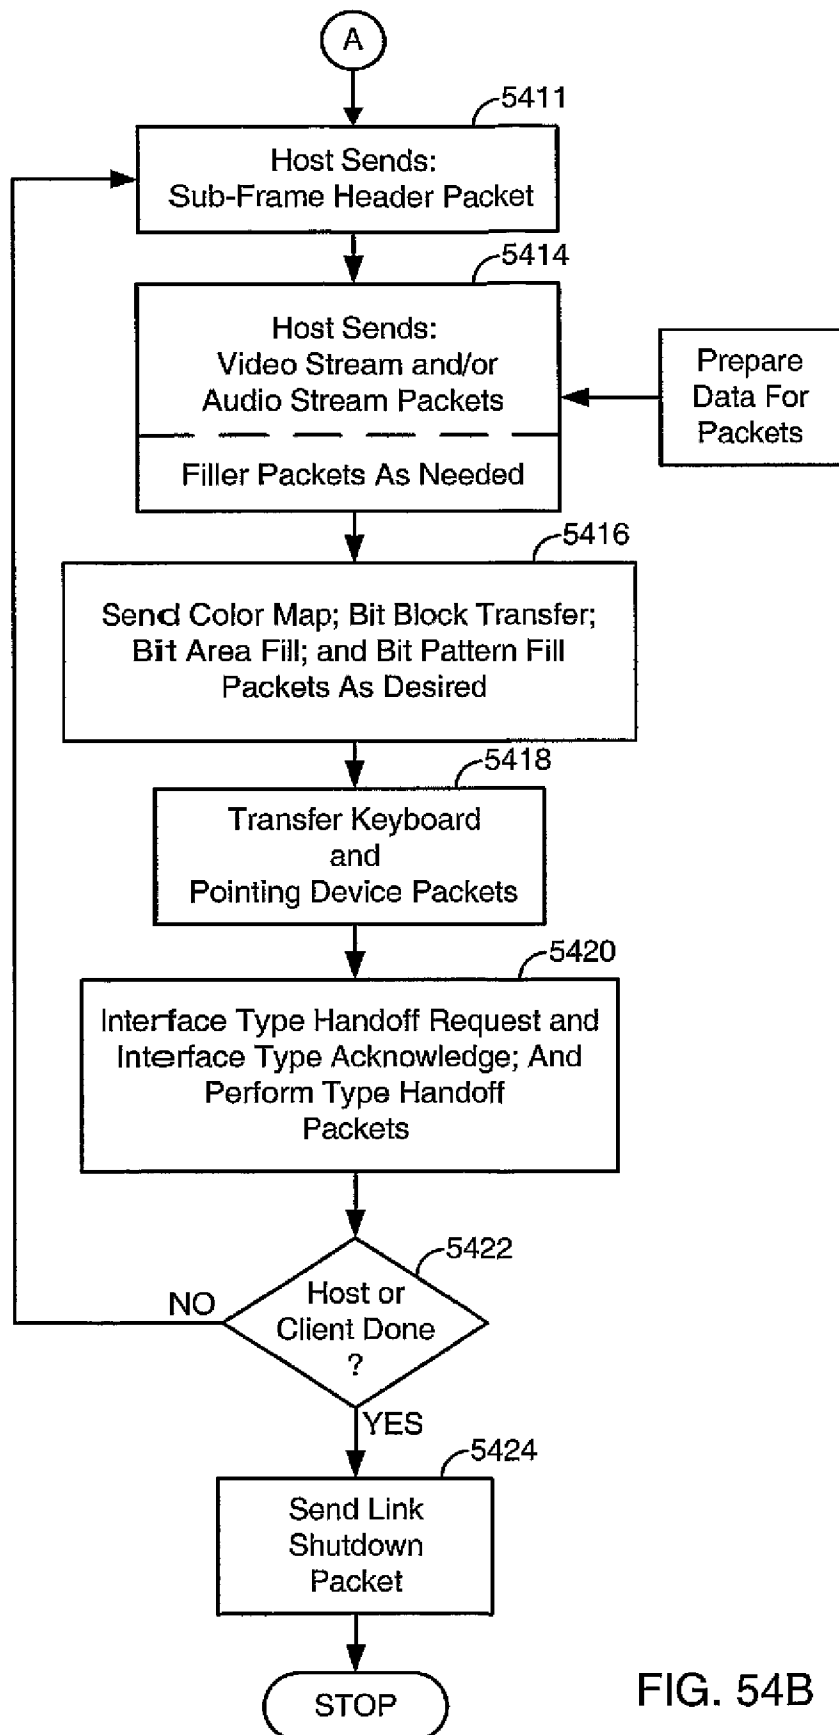 A
5411
Host Sends:
Sub-Frame Header Packet
5414
Host Sends:
Video Stream and/or
Audio Stream Packets
Filler Packets As Needed
Prepare
Data For
Packets
5416
Send Color Map; Bit Block Transfer;
Bit Area Fill; and Bit Pattern Fill
Packets As Desired
5418
Transfer Keyboard
and
Pointing Device Packets
5420
Interface Type Handoff Request and
Interface Type Acknowledge; And
Perform Type Handoff
Packets
5422
Host or
Client Done
?
NO
YES
5424
Send Link
Shutdown
Packet
STOP
FIG. 54B